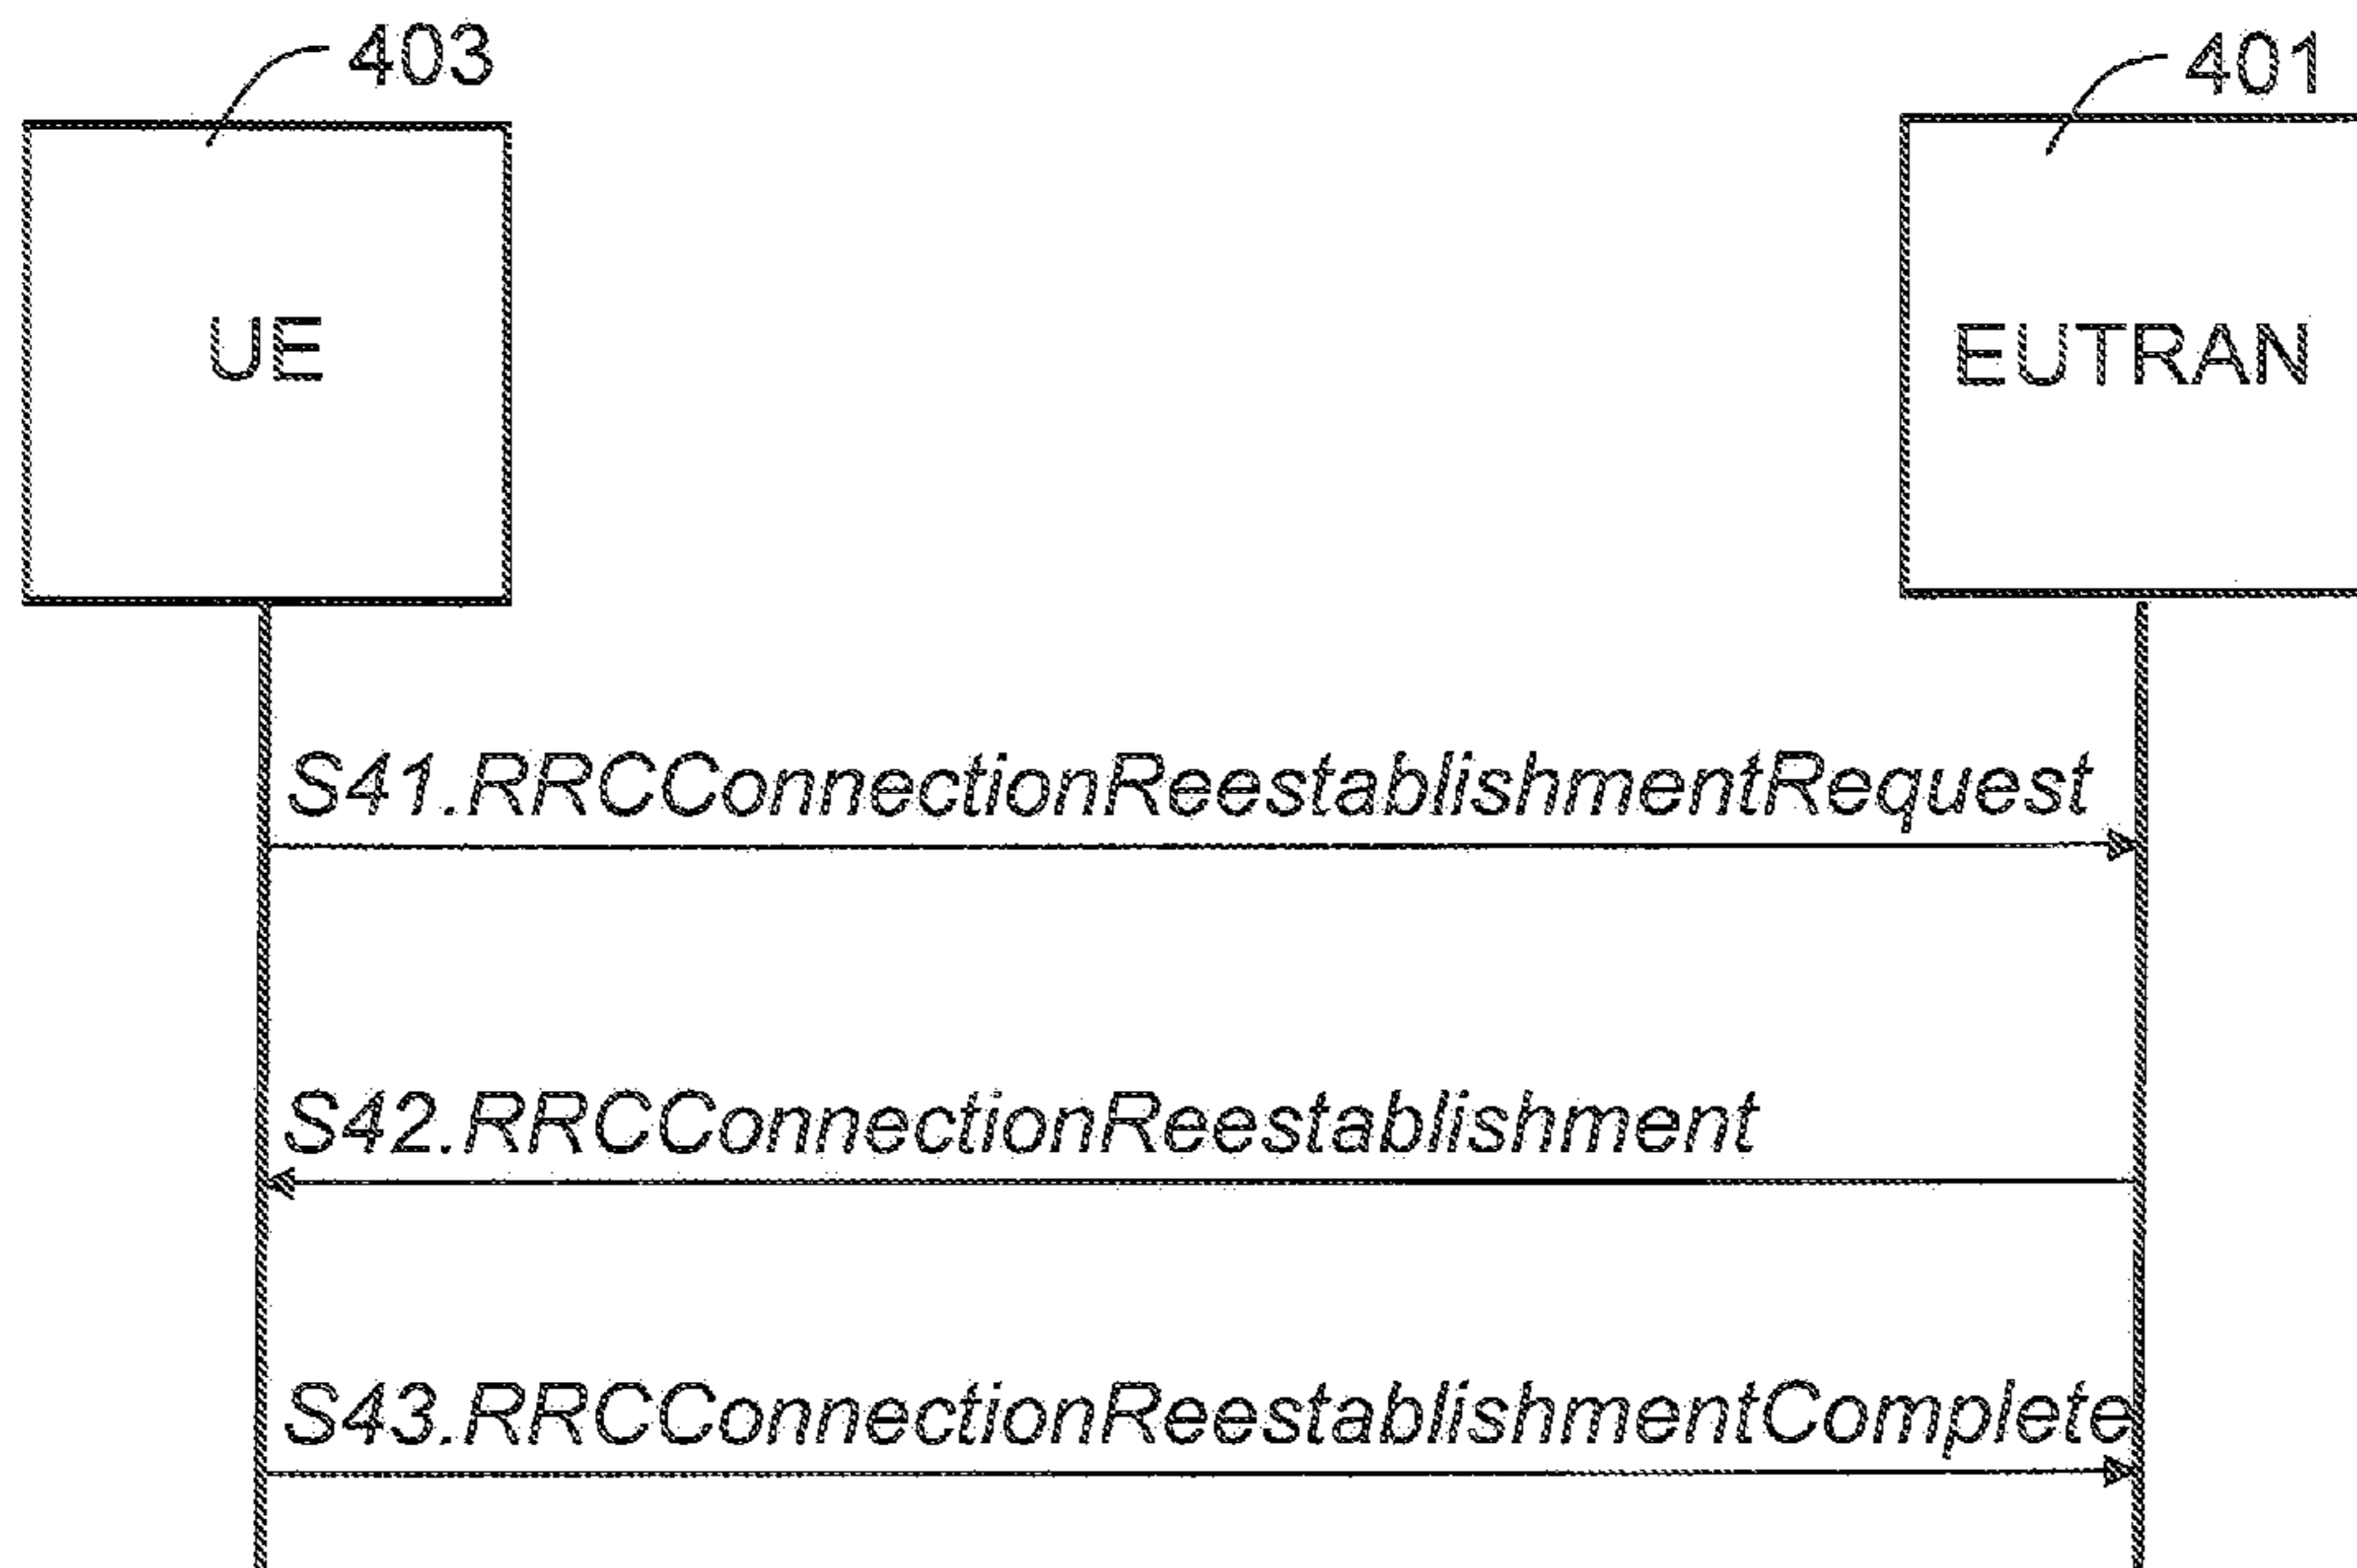 403
401
UE
EUTRAN
S41.RRCConnectionReestablishmentRequest
S42.RRCConnectionReestablishment
S43.RRCConnectionReestablishmentComplete